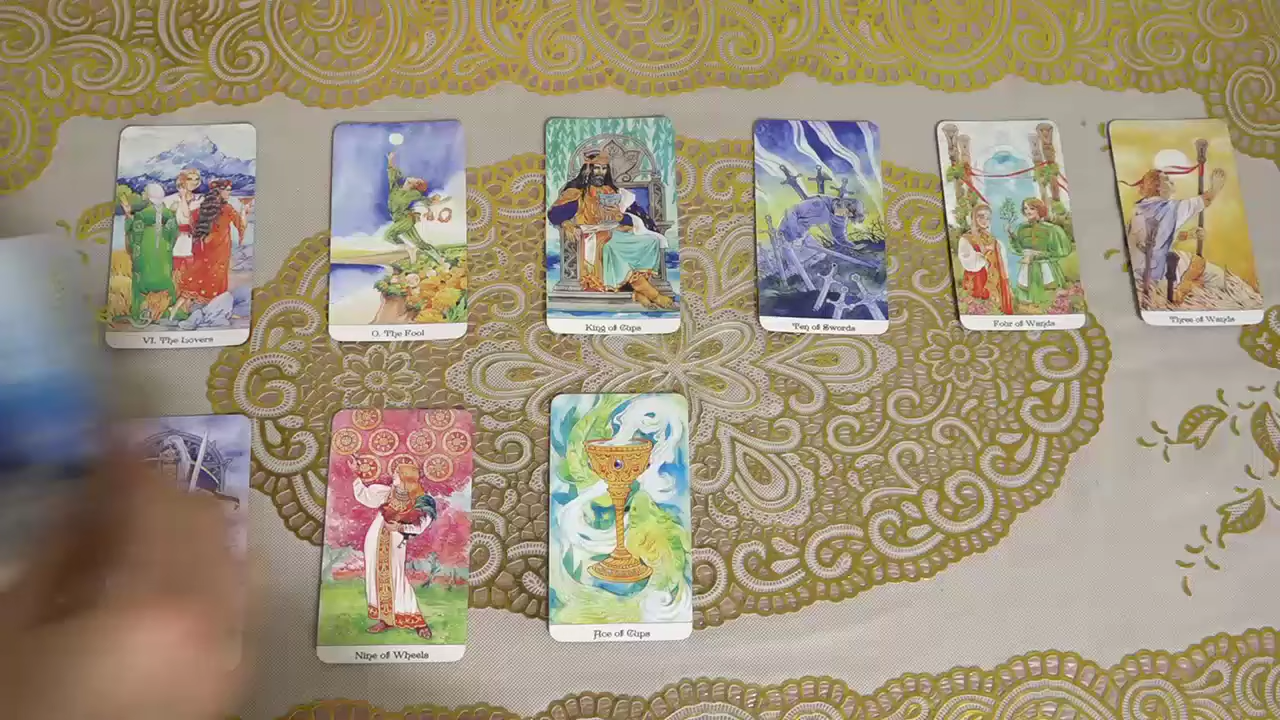 VI. The Lovers
0. The Fool
King of Cups
Ten of Swords
Four of Wands
Three of Wands
Nine of Wheels
Ace of Cups